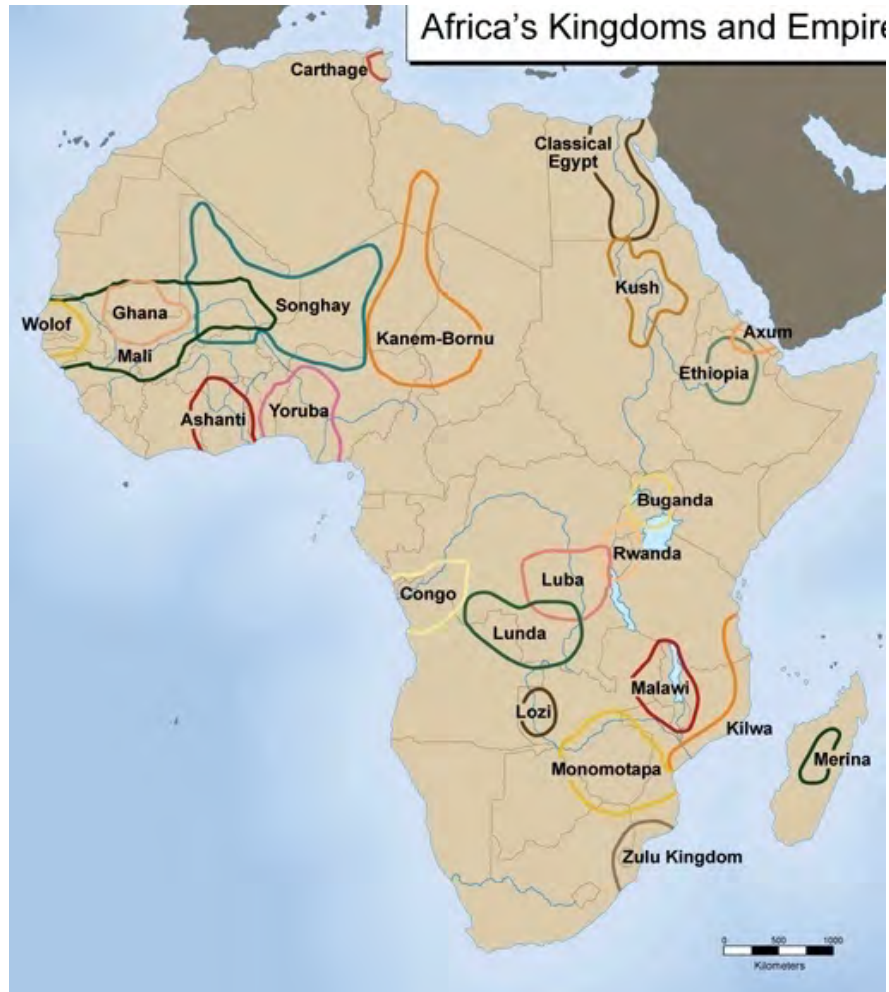 Africa's Kingdoms and Empire
Carthage
Classical
Egypt
Kush
Songhay
Ghana
Wolof
Mali
Kanem-Bornu
Axum
Ethiopia
Ashanti
Yoruba
Buganda
Rwanda
Luba
Congo
Lunda
Malawi
Lozi
Kilwa
Monomotapa
Merina
Zulu Kingdom
0 500 1000
Kilometers